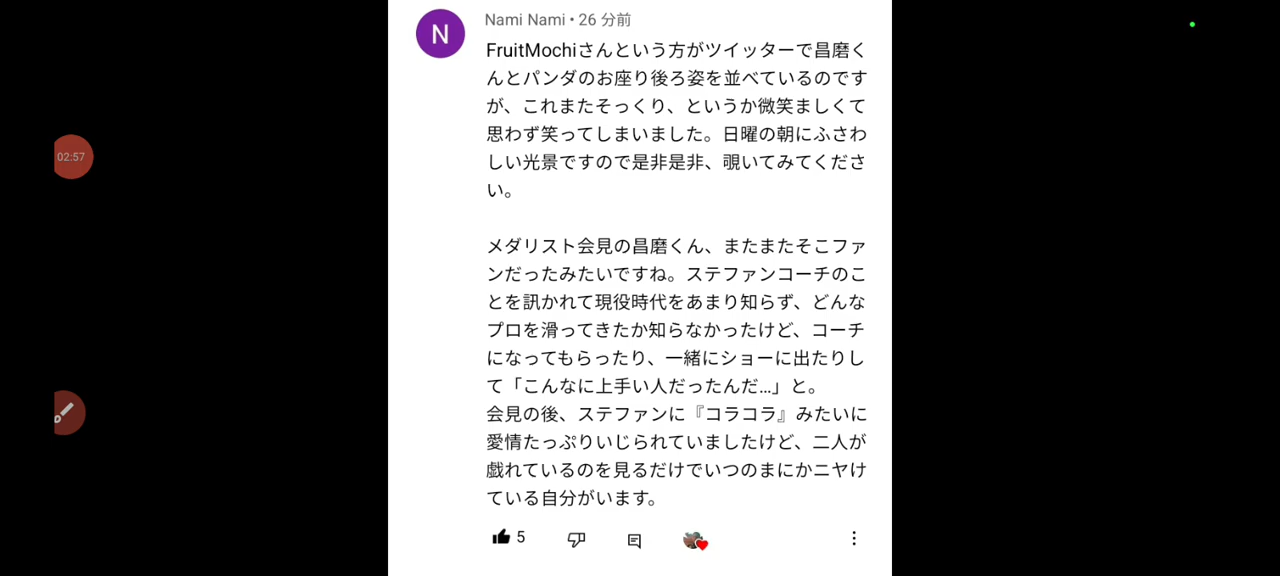 N
Nami Nami • 26 分前
FruitMochiさんという方がツイッターで昌磨く
んとパンダのお座り後ろ姿を並べているのです
が、これまたそっくり、というか微笑ましくて
思わず笑ってしまいました。日曜の朝にふさわ
しい光景ですので是非是非、覗いてみてくださ
い。
02:57
メダリスト会見の昌磨くん、またまたそこファ
ンだったみたいですね。ステファンコーチのこ
とを訊かれて現役時代をあまり知らず、どんな
プロを滑ってきたか知らなかったけど、コーチ
になってもらったり、一緒にショーに出たりし
て「こんなに上手い人だったんだ…」と。
会見の後、ステファンに『コラコラ』みたいに
愛情たっぷりいじられていましたけど、二人が
戯れているのを見るだけでいつのまにかニヤけ
ている自分がいます。
5